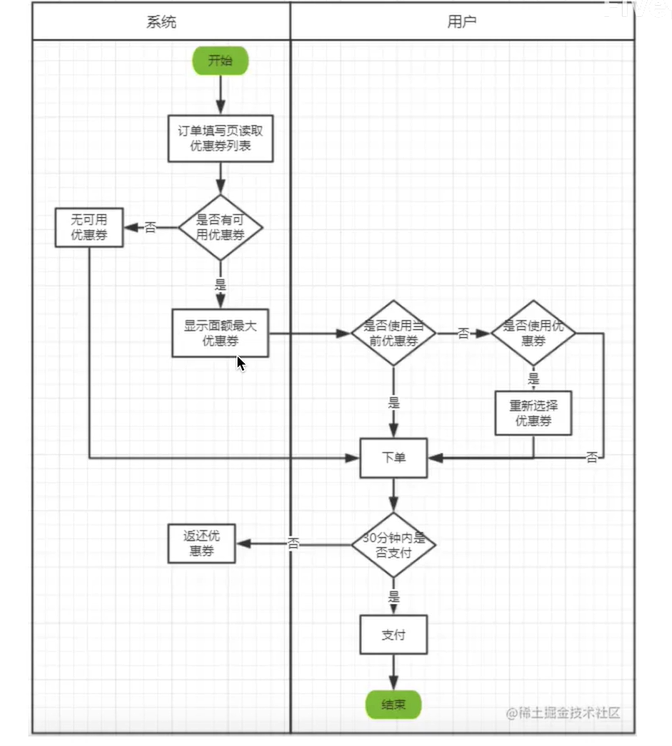 系统
用户
开始
订单填写页读取
优惠券列表
是否有可
用优惠券
否
无可用
优惠券
是
显示面额最大
优惠券
是否使用当
前优惠券
否
是否使用优
惠券
是
是
重新选择
优惠券
下单
否
30分钟内是
否支付
否
返还优
惠券
是
支付
结束
@稀土掘金技术社区